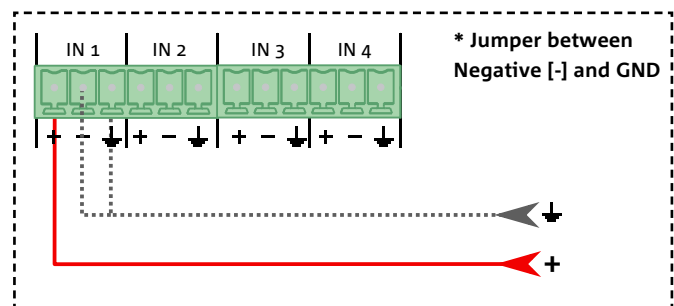 IN 1 IN 2 IN 3 IN 4
* Jumper between
Negative [-] and GND
+ − + − + − + −
+